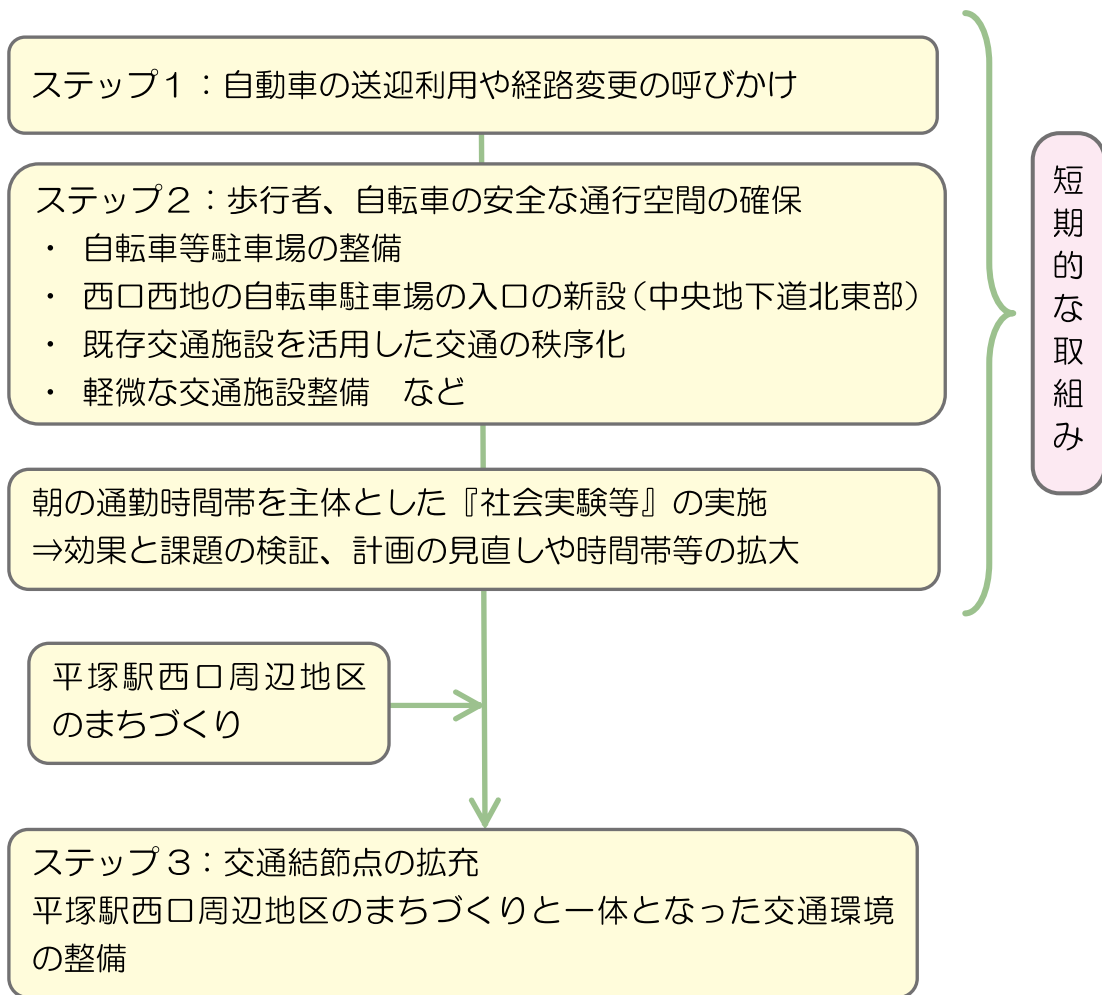 ステップ１：自動車の送迎利用や経路変更の呼びかけ
ステップ２：歩行者、自転車の安全な通行空間の確保
・ 自転車等駐車場の整備
・ 西口西地の自転車駐車場の入口の新設（中央地下道北東部）
・ 既存交通施設を活用した交通の秩序化
・ 軽微な交通施設整備　など
朝の通勤時間帯を主体とした『社会実験等』の実施
⇒効果と課題の検証、計画の見直しや時間帯等の拡大
短期的な取組み
平塚駅西口周辺地区
のまちづくり
ステップ３：交通結節点の拡充
平塚駅西口周辺地区のまちづくりと一体となった交通環境
の整備